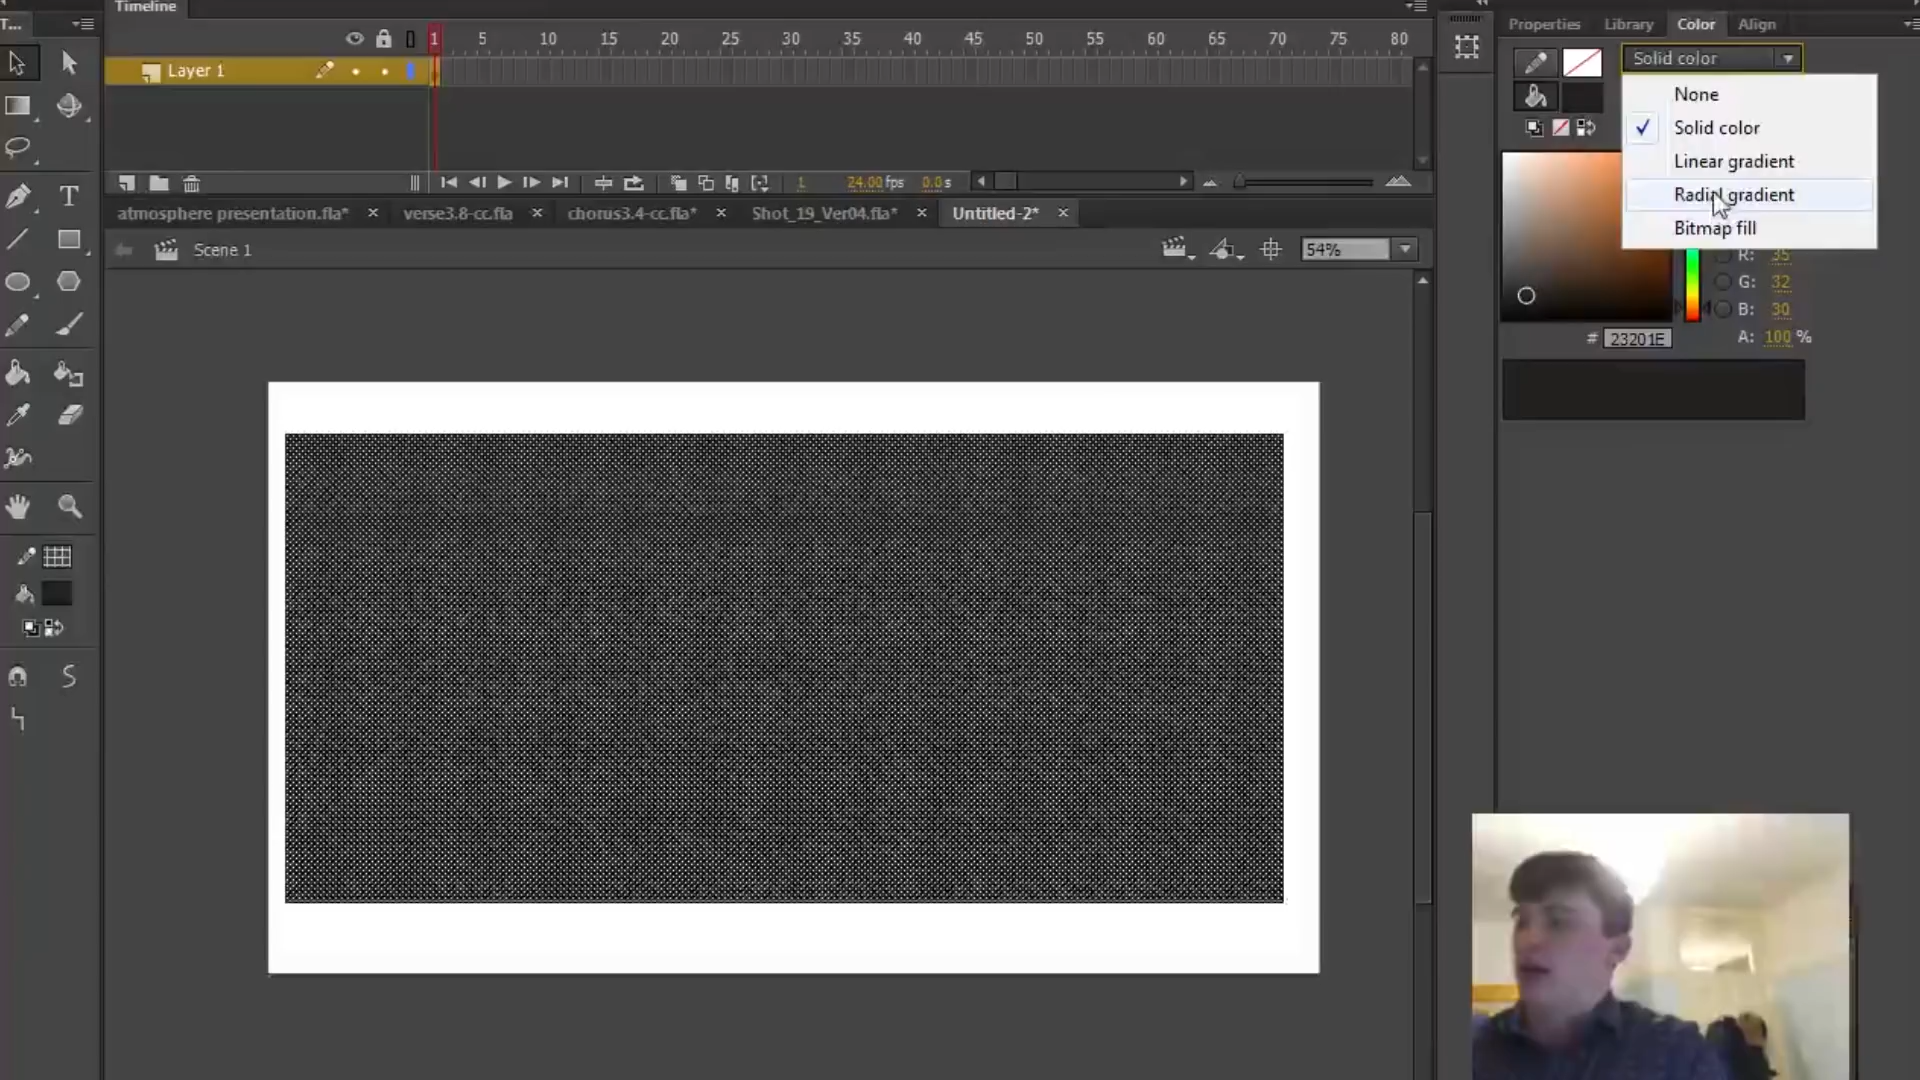 Timeline
T...
Properties Library Color Align
1 5 10 15 20 25 30 35 40 45 50 55 60 65 70 75 80
Layer 1
Solid color
None
Solid color
Linear gradient
Radial gradient
Bitmap fill
1 24.00 fps 0.0 s
atmosphere presentation.fla* verse3.8-cc.fla chorus3.4-cc.fla* Shot_19_Ver04.fla* Untitled-2*
Scene 1
54%
R: 35
G: 32
B: 30
# 23201E
A: 100 %